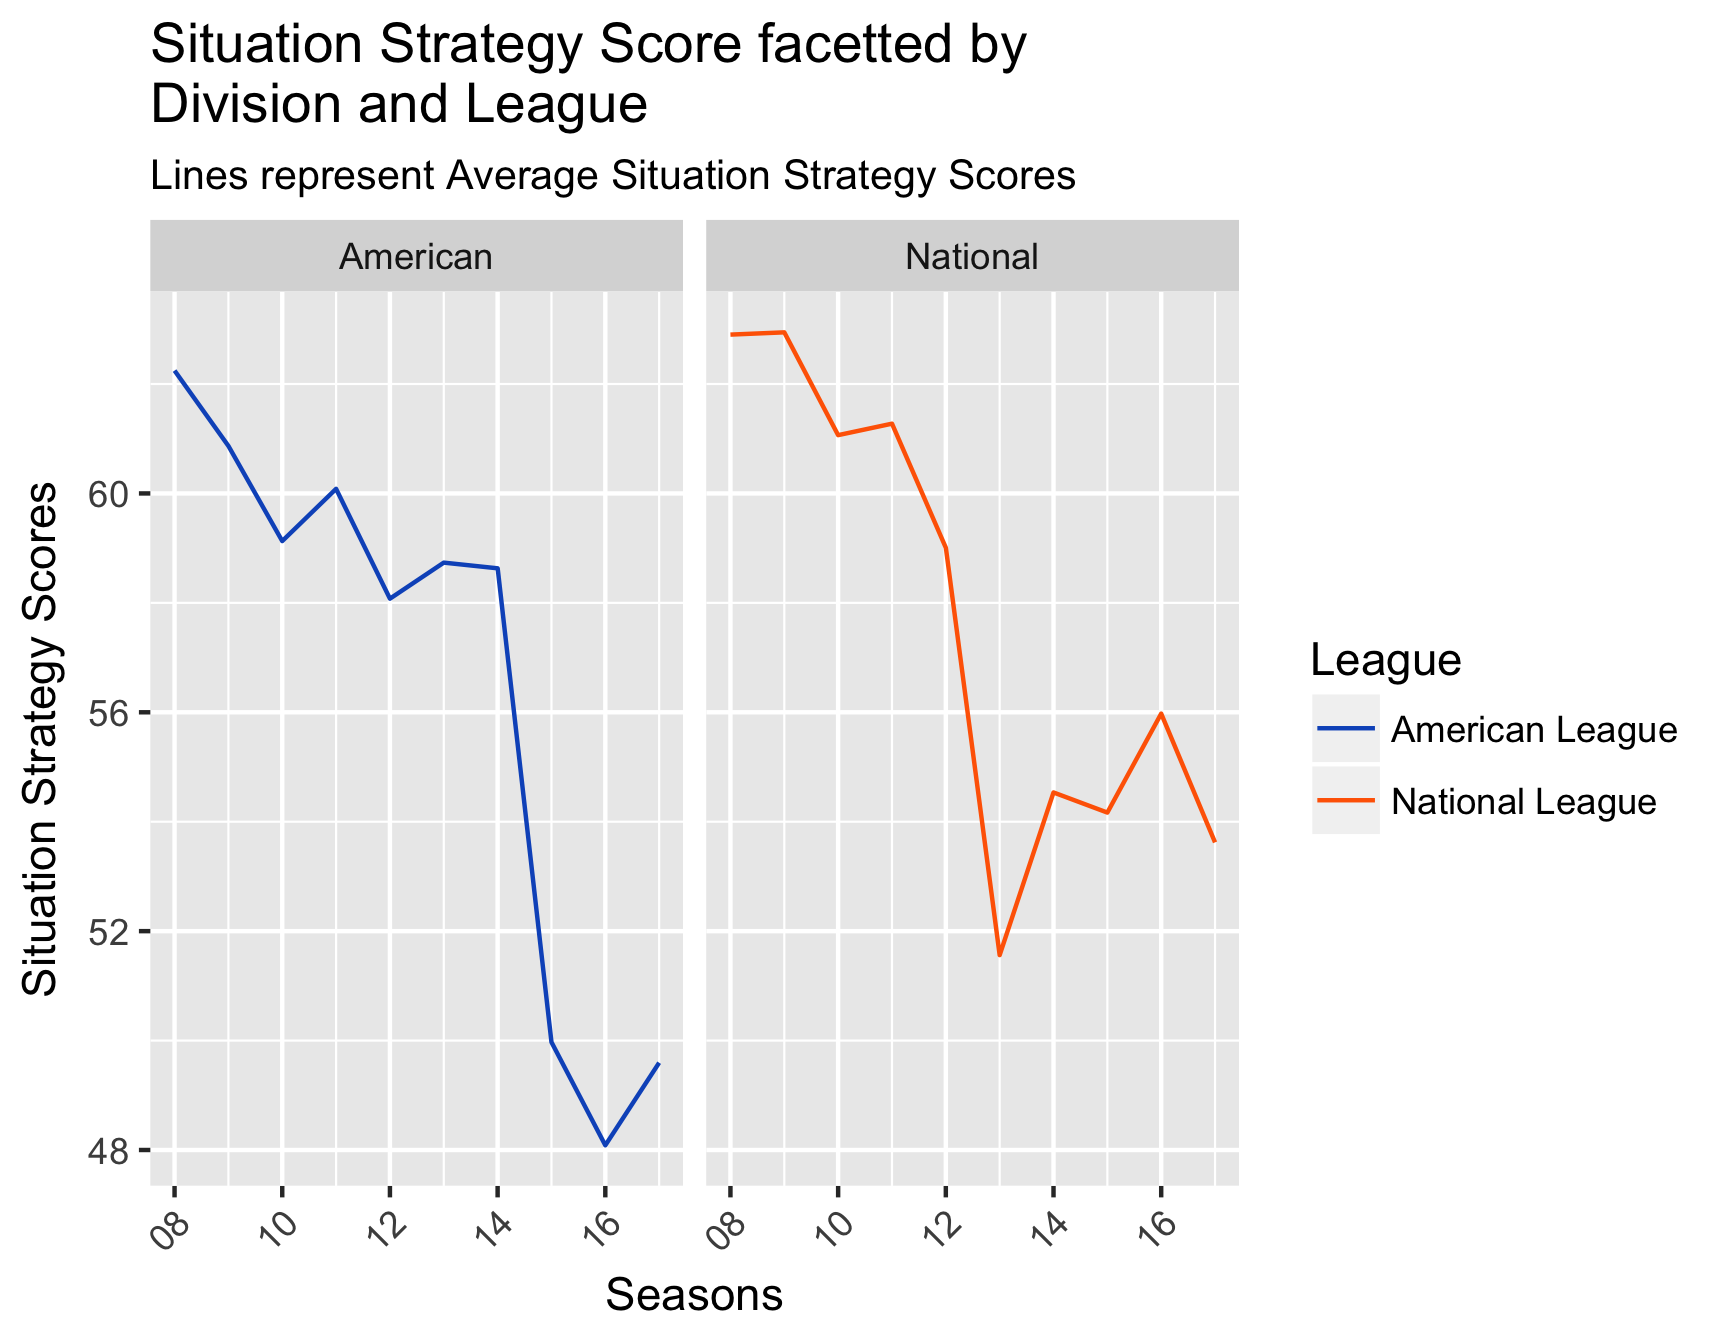 Situation Strategy Score facetted by
Division and League
Lines represent Average Situation Strategy Scores
American
National
Situation Strategy Scores
60
56
52
48
08
10
12
14
16
08
10
12
14
16
Seasons
League
American League
National League